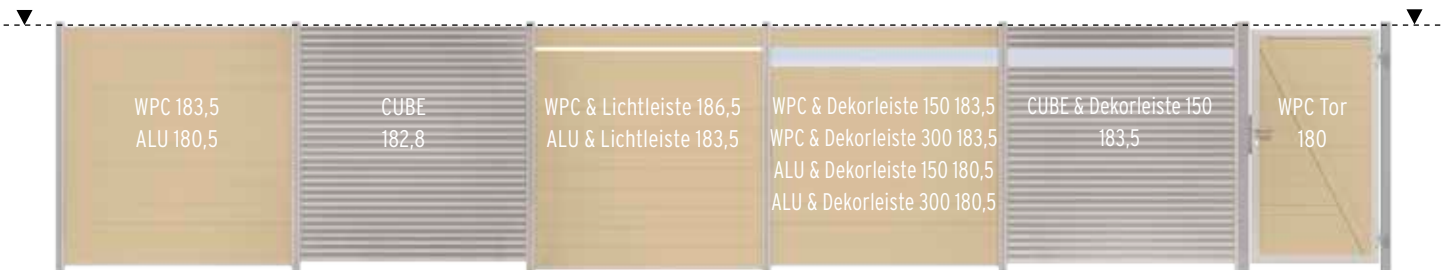 WPC 183,5
ALU 180,5
CUBE
182,8
WPC & Lichtleiste 186,5
ALU & Lichtleiste 183,5
WPC & Dekorleiste 150 183,5
WPC & Dekorleiste 300 183,5
ALU & Dekorleiste 150 180,5
ALU & Dekorleiste 300 180,5
CUBE & Dekorleiste 150
183,5
WPC Tor
180